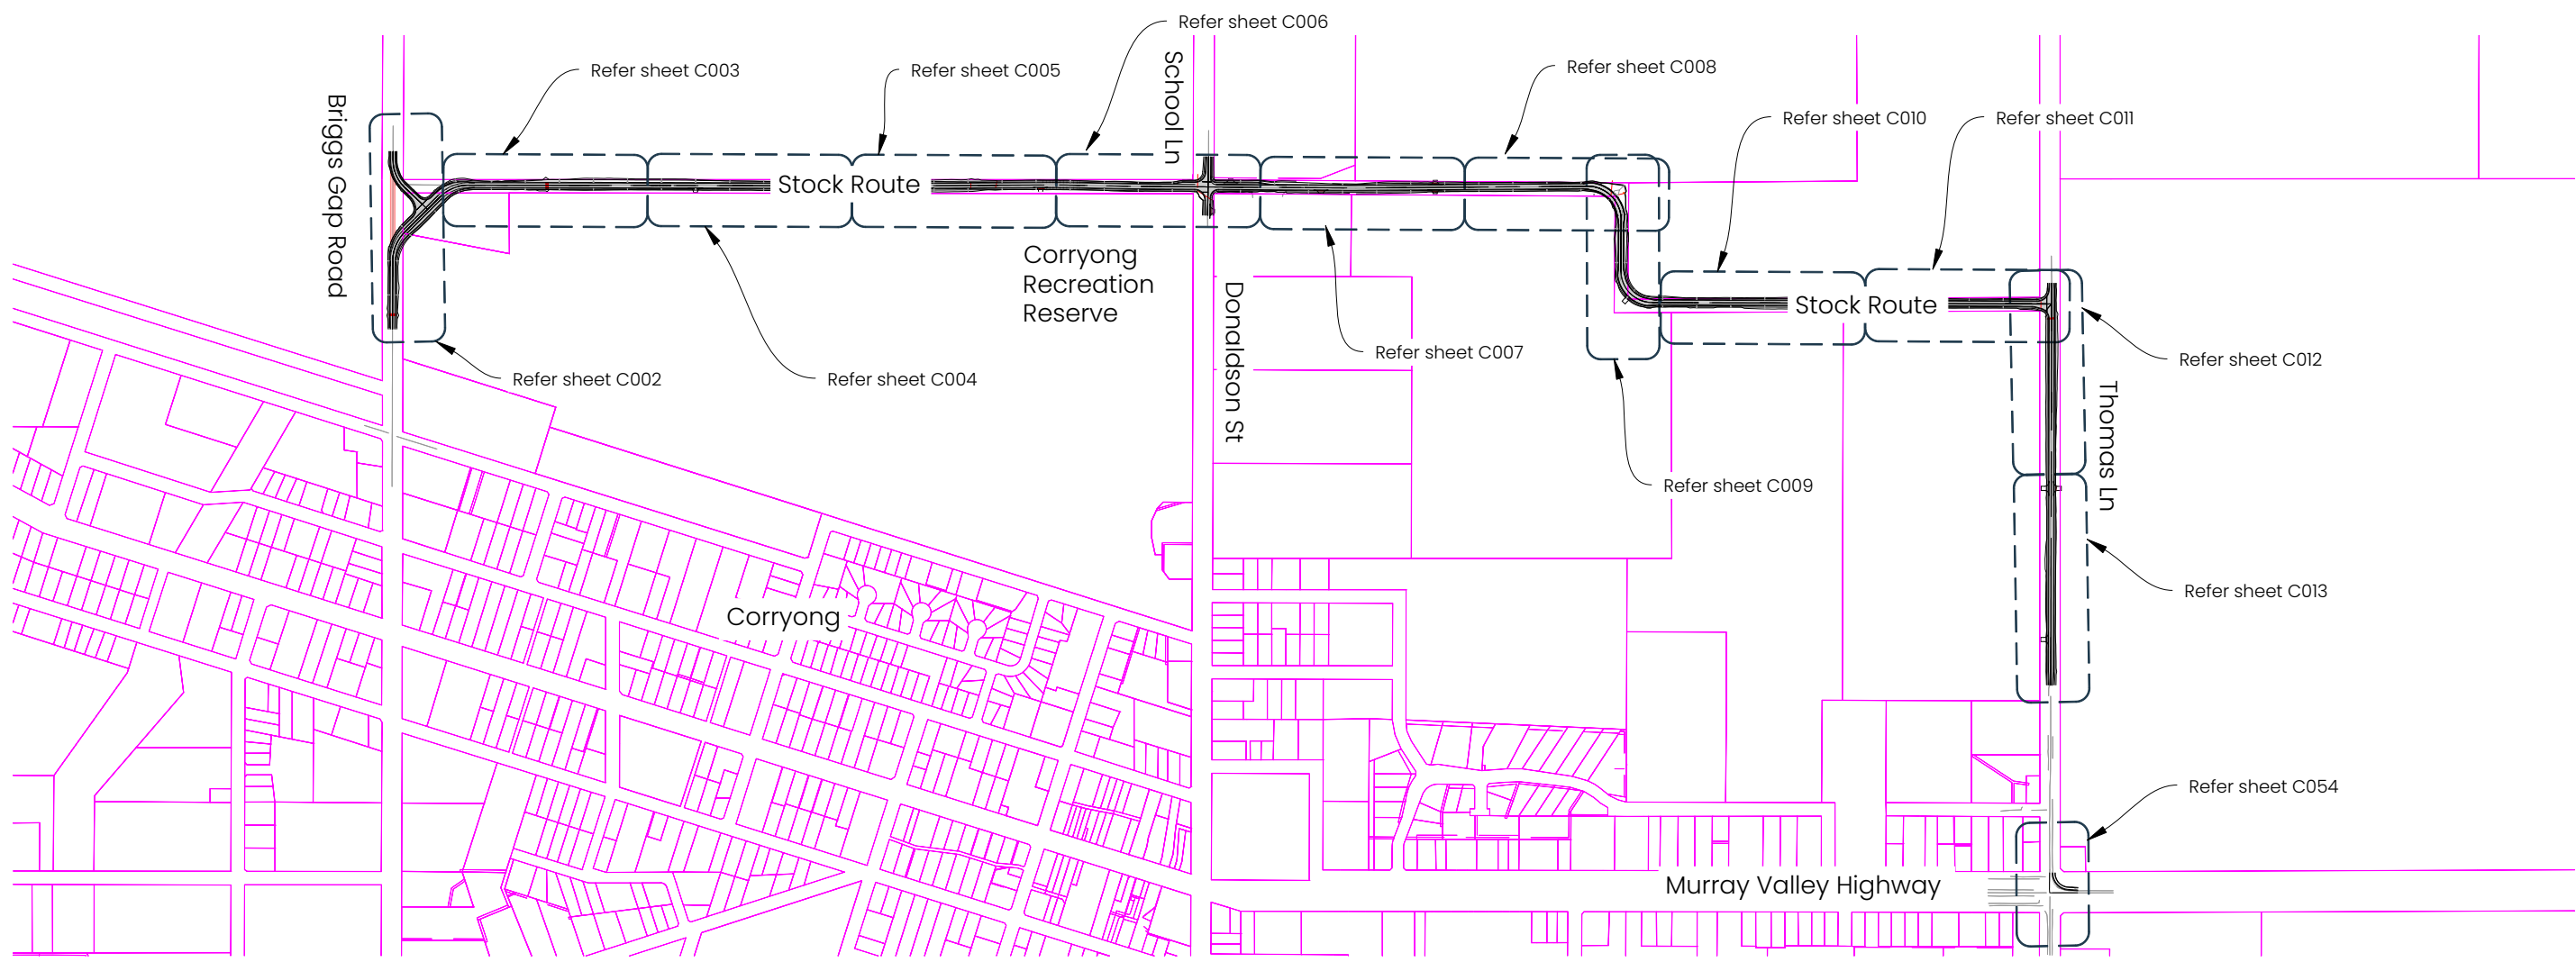 Refer sheet C006
Refer sheet C003
Refer sheet C005
Refer sheet C008
School Ln
Briggs Gap Road
Refer sheet C010
Refer sheet C011
Stock Route
Corryong
Recreation
Reserve
Donaldson St
Stock Route
Refer sheet C007
Refer sheet C012
Refer sheet C002
Refer sheet C004
Thomas Ln
Refer sheet C009
Refer sheet C013
Corryong
Refer sheet C054
Murray Valley Highway